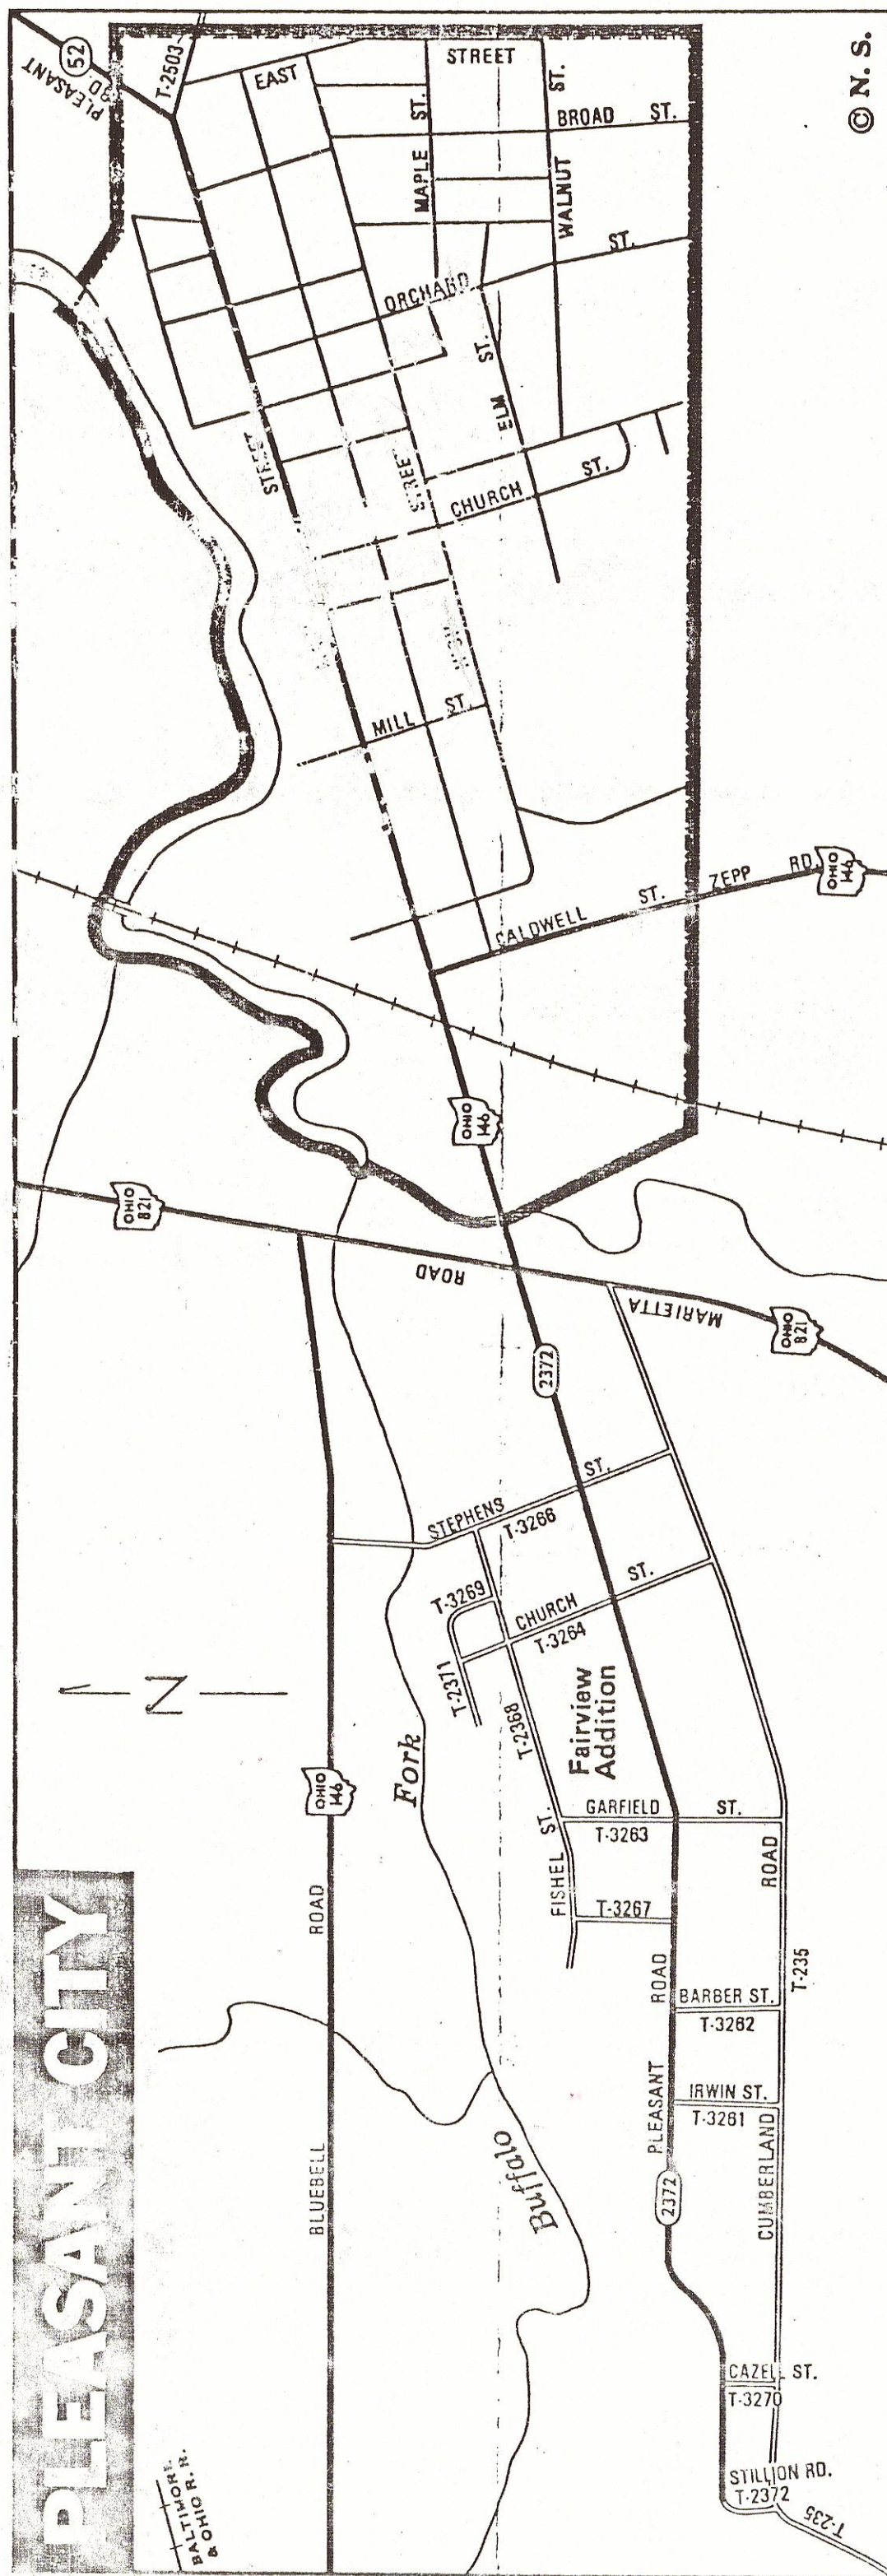 PLEASANT CITY
BALTIMORE
& OHIO R. R.
BLUEBELL
ROAD
OHIO
146
Buffalo
Fork
N
OHIO
821
ROAD
MARIETTA
OHIO
821
STEPHENS
ST.
T-3266
T-3269
T-2371
CHURCH
ST.
T-3264
T-2368
Fairview
Addition
FISHEL
ST.
GARFIELD
ST.
T-3263
T-3267
PLEASANT
ROAD
2372
2372
BARBER ST.
T-3262
IRWIN ST.
T-3261
CUMBERLAND
ROAD
T-235
CAZEL ST.
T-3270
STILLION RD.
T-2372
T-235
OHIO
146
CALDWELL
ST.
ZEPP
RD.
OHIO
146
MILL
ST.
CHURCH
ST.
STREET
ELM
ST.
ORCHARD
ST.
MAPLE
ST.
WALNUT
ST.
BROAD
ST.
EAST
STREET
T-2503
PLEASANT
RD.
52
© N. S.